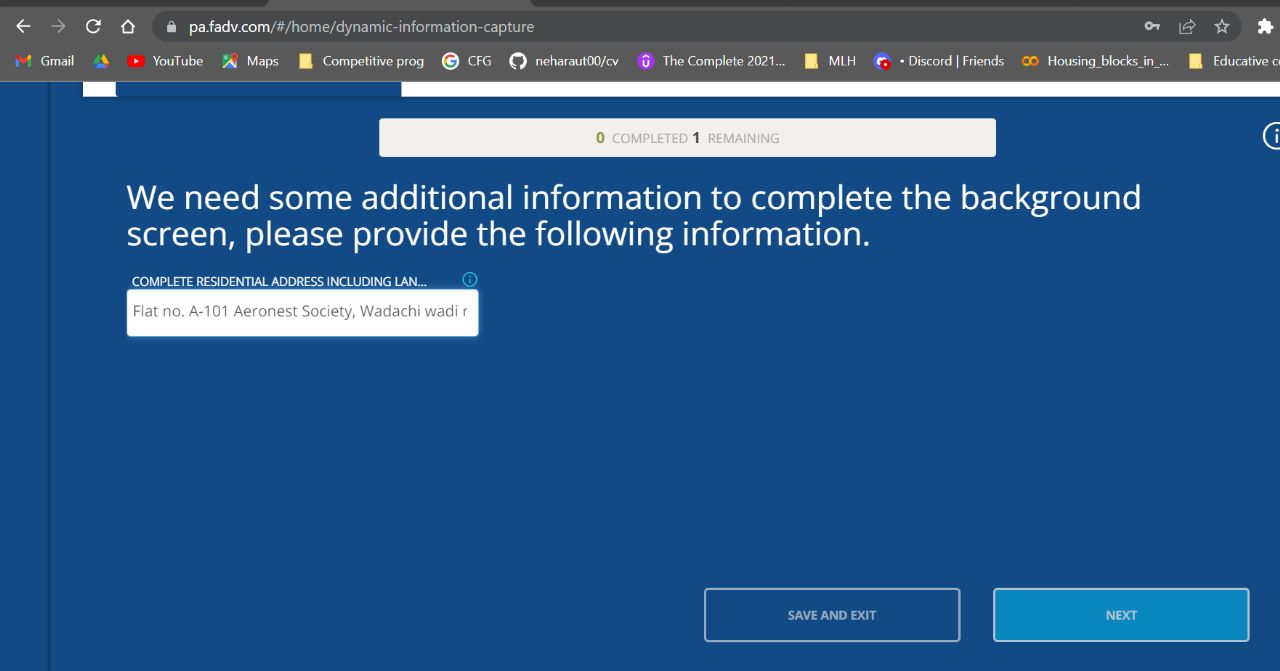 pa.fadv.com/#/home/dynamic-information-capture
Gmail YouTube Maps Competitive prog CFG neharaut00/cv The Complete 2021... MLH • Discord | Friends Housing_blocks_in_... Educative co
0 COMPLETED 1 REMAINING
We need some additional information to complete the background
screen, please provide the following information.
COMPLETE RESIDENTIAL ADDRESS INCLUDING LAN...
Flat no. A-101 Aeronest Society, Wadachi wadi r
SAVE AND EXIT NEXT